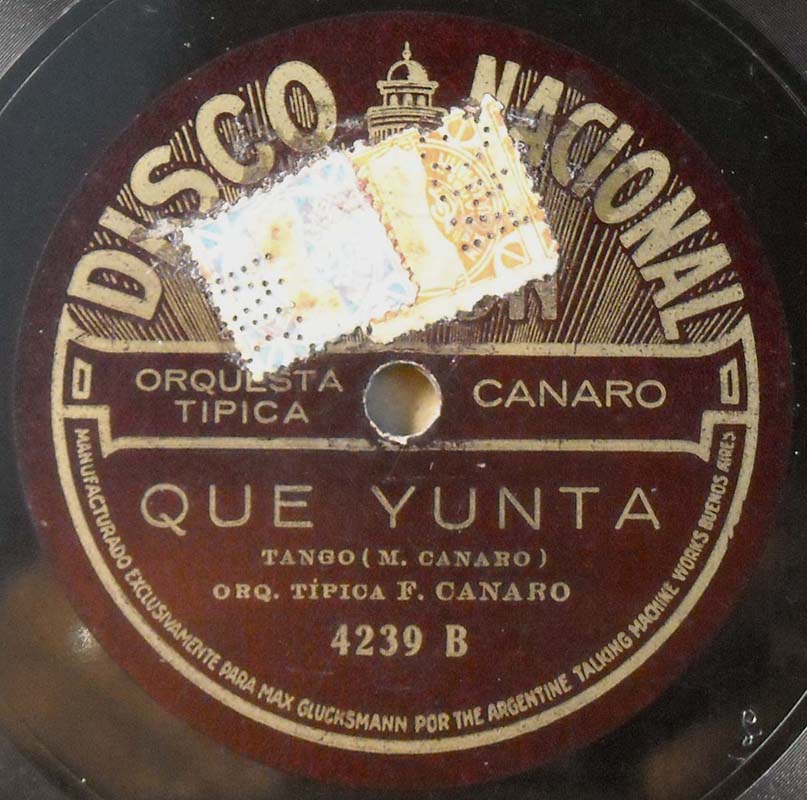 DISCO NACIONAL
ORQUESTA TIPICA
CANARO
QUE YUNTA
TANGO (M. CANARO)
ORQ. TÍPICA F. CANARO
4239 B
MANUFACTURADO EXCLUSIVAMENTE PARA MAX GLUCKSMANN POR THE ARGENTINE TALKING MACHINE WORKS BUENOS AIRES